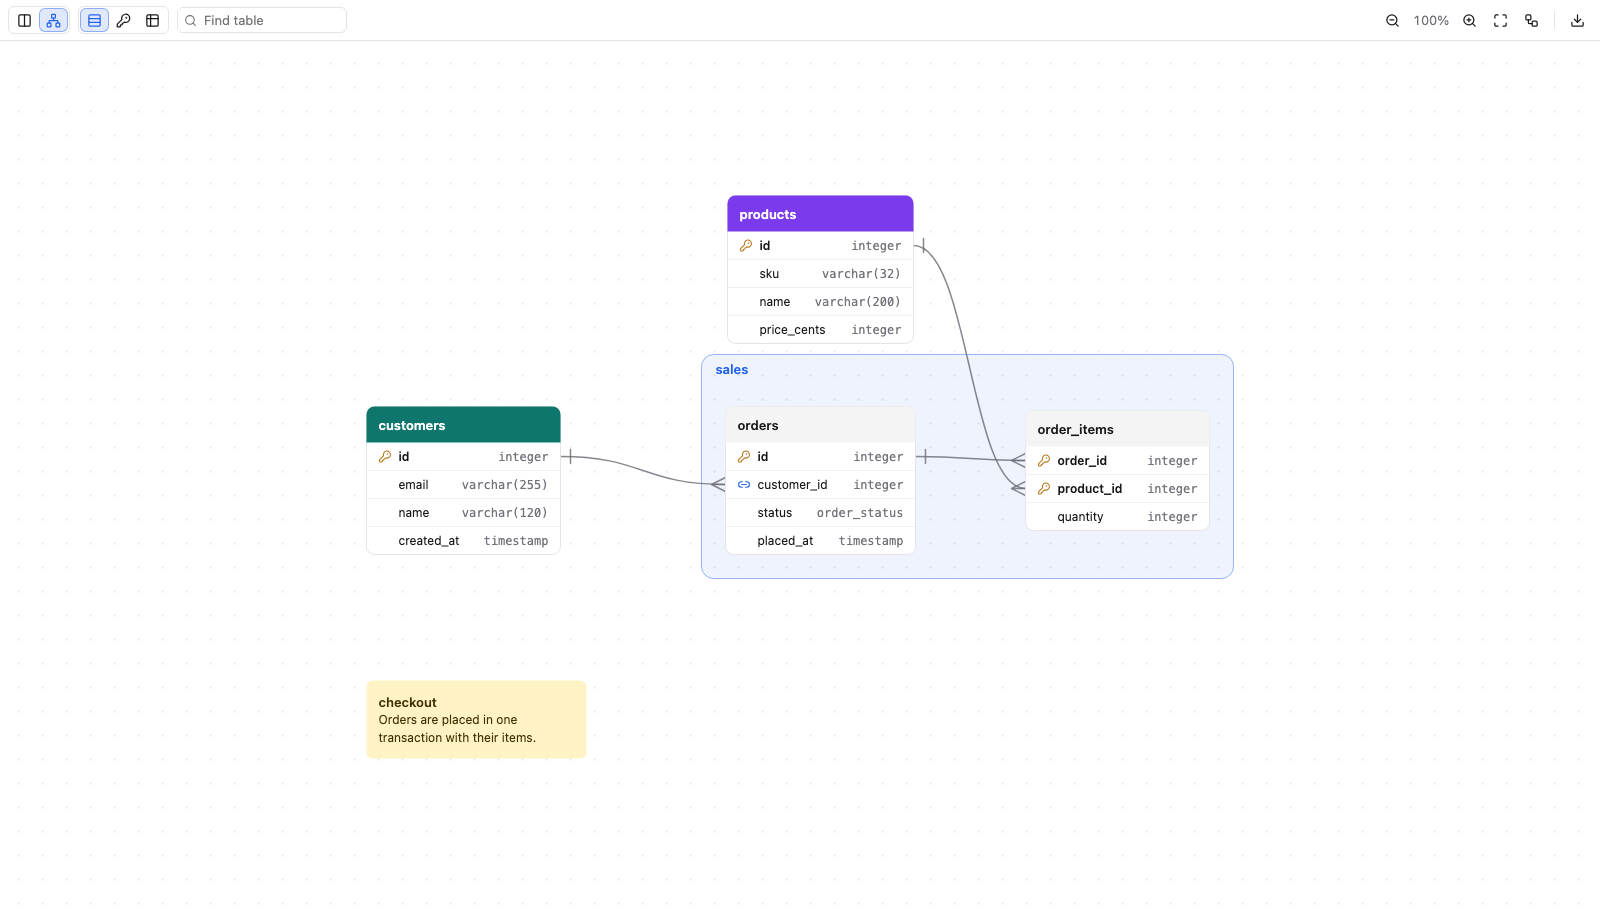 Find table
100%
products
id integer
sku varchar(32)
name varchar(200)
price_cents integer
sales
customers
id integer
email varchar(255)
name varchar(120)
created_at timestamp
orders
id integer
customer_id integer
status order_status
placed_at timestamp
order_items
order_id integer
product_id integer
quantity integer
checkout
Orders are placed in one
transaction with their items.